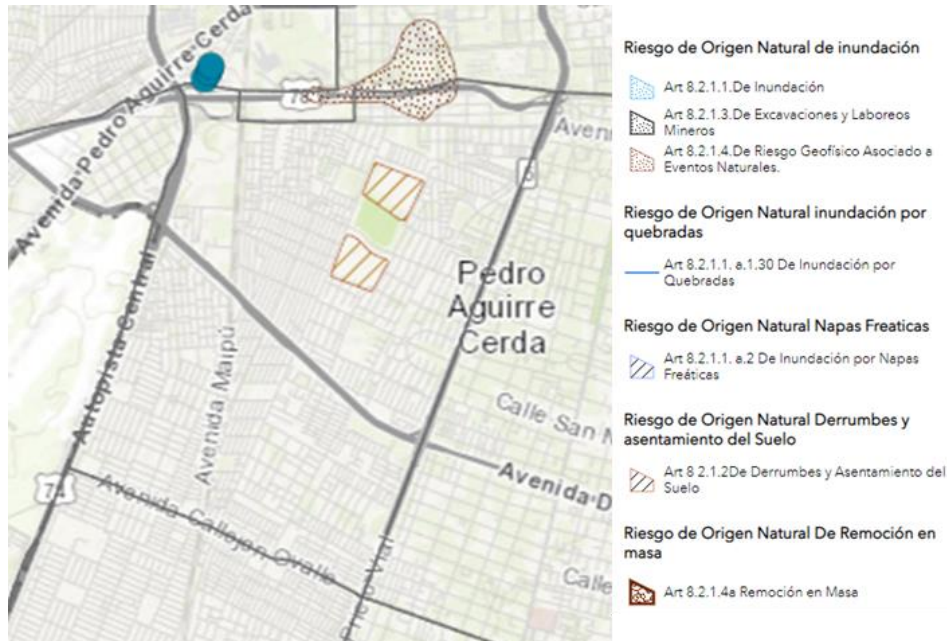 Avenida Pedro Aguirre Cerda
78
Aveni
5
Pedro
Aguirre
Cerda
Autopista Central
Avenida Maipú
Calle San
Avenida D
74
Avenida Callejon Ovalle
Calle
Vial
Riesgo de Origen Natural de inundación
Art 8.2.1.1.De Inundación
Art 8.2.1.3.De Excavaciones y Laboreos
Mineros
Art 8.2.1.4.De Riesgo Geofísico Asociado a
Eventos Naturales.
Riesgo de Origen Natural inundación por
quebradas
Art 8.2.1.1. a.1.30 De Inundación por
Quebradas
Riesgo de Origen Natural Napas Freaticas
Art 8.2.1.1. a.2 De Inundación por Napas
Freáticas
Riesgo de Origen Natural Derrumbes y
asentamiento del Suelo
Art 8 2.1.2De Derrumbes y Asentamiento del
Suelo
Riesgo de Origen Natural De Remoción en
masa
Art 8.2.1.4a Remoción en Masa